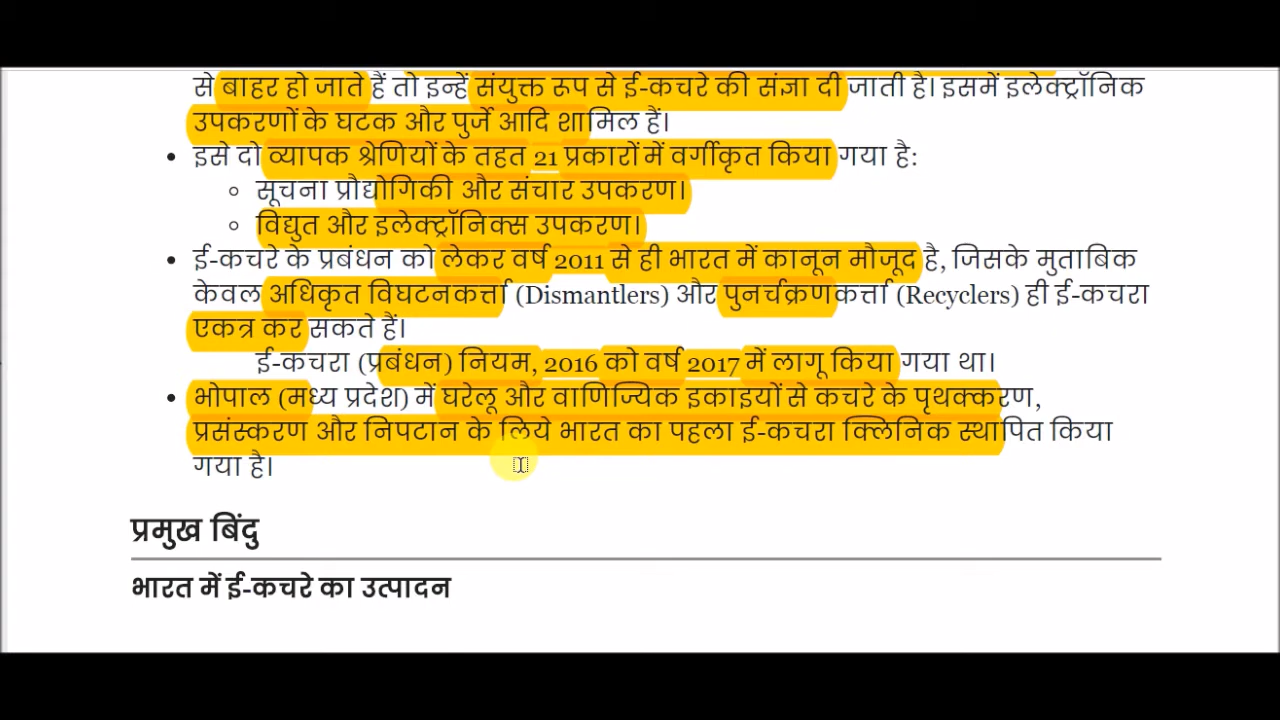 से बाहर हो जाते हैं तो इन्हें संयुक्त रूप से ई-कचरे की संज्ञा दी जाती है। इसमें इलेक्ट्रॉनिक
उपकरणों के घटक और पुर्जे आदि शामिल हैं।
• इसे दो व्यापक श्रेणियों के तहत 21 प्रकारों में वर्गीकृत किया गया है:
○ सूचना प्रौद्योगिकी और संचार उपकरण।
○ विद्युत और इलेक्ट्रॉनिक्स उपकरण।
• ई-कचरे के प्रबंधन को लेकर वर्ष 2011 से ही भारत में कानून मौजूद है, जिसके मुताबिक
केवल अधिकृत विघटनकर्त्ता (Dismantlers) और पुनर्चक्रणकर्त्ता (Recyclers) ही ई-कचरा
एकत्र कर सकते हैं।
ई-कचरा (प्रबंधन) नियम, 2016 को वर्ष 2017 में लागू किया गया था।
• भोपाल (मध्य प्रदेश) में घरेलू और वाणिज्यिक इकाइयों से कचरे के पृथक्करण,
प्रसंस्करण और निपटान के लिये भारत का पहला ई-कचरा क्लिनिक स्थापित किया
गया है।
प्रमुख बिंदु
भारत में ई-कचरे का उत्पादन